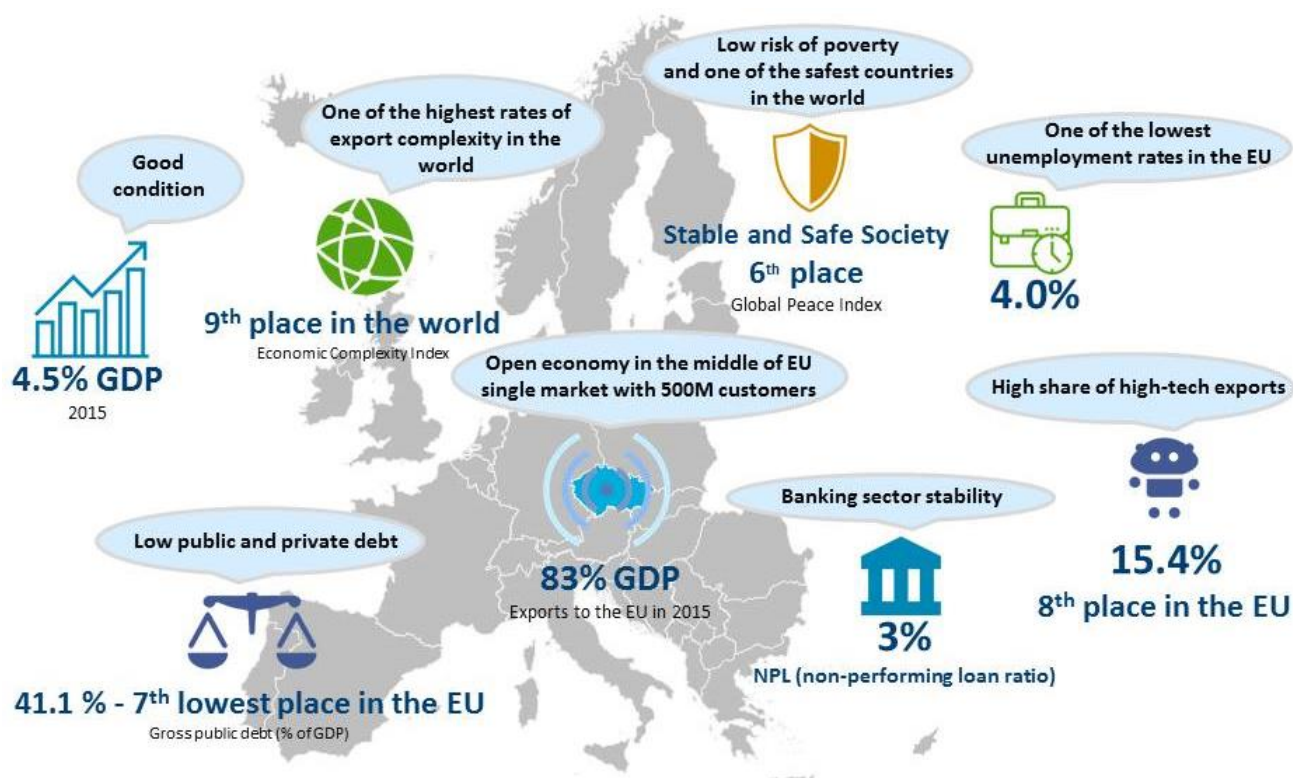 Low risk of poverty
and one of the safest countries
in the world
One of the highest rates of
export complexity in the
world
One of the lowest
unemployment rates in the EU
Good
condition
Stable and Safe Society
6th place
Global Peace Index
4.0%
9th place in the world
Economic Complexity Index
4.5% GDP
2015
Open economy in the middle of EU
single market with 500M customers
High share of high-tech exports
Banking sector stability
Low public and private debt
15.4%
8th place in the EU
83% GDP
Exports to the EU in 2015
3%
NPL (non-performing loan ratio)
41.1 % - 7th lowest place in the EU
Gross public debt (% of GDP)